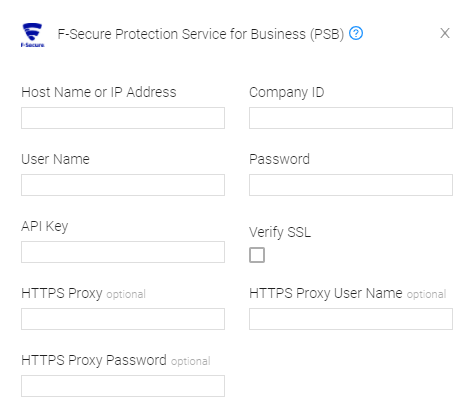 F-Secure
F-Secure Protection Service for Business (PSB) ?
X
Host Name or IP Address
Company ID
User Name
Password
API Key
Verify SSL
HTTPS Proxy optional
HTTPS Proxy User Name optional
HTTPS Proxy Password optional